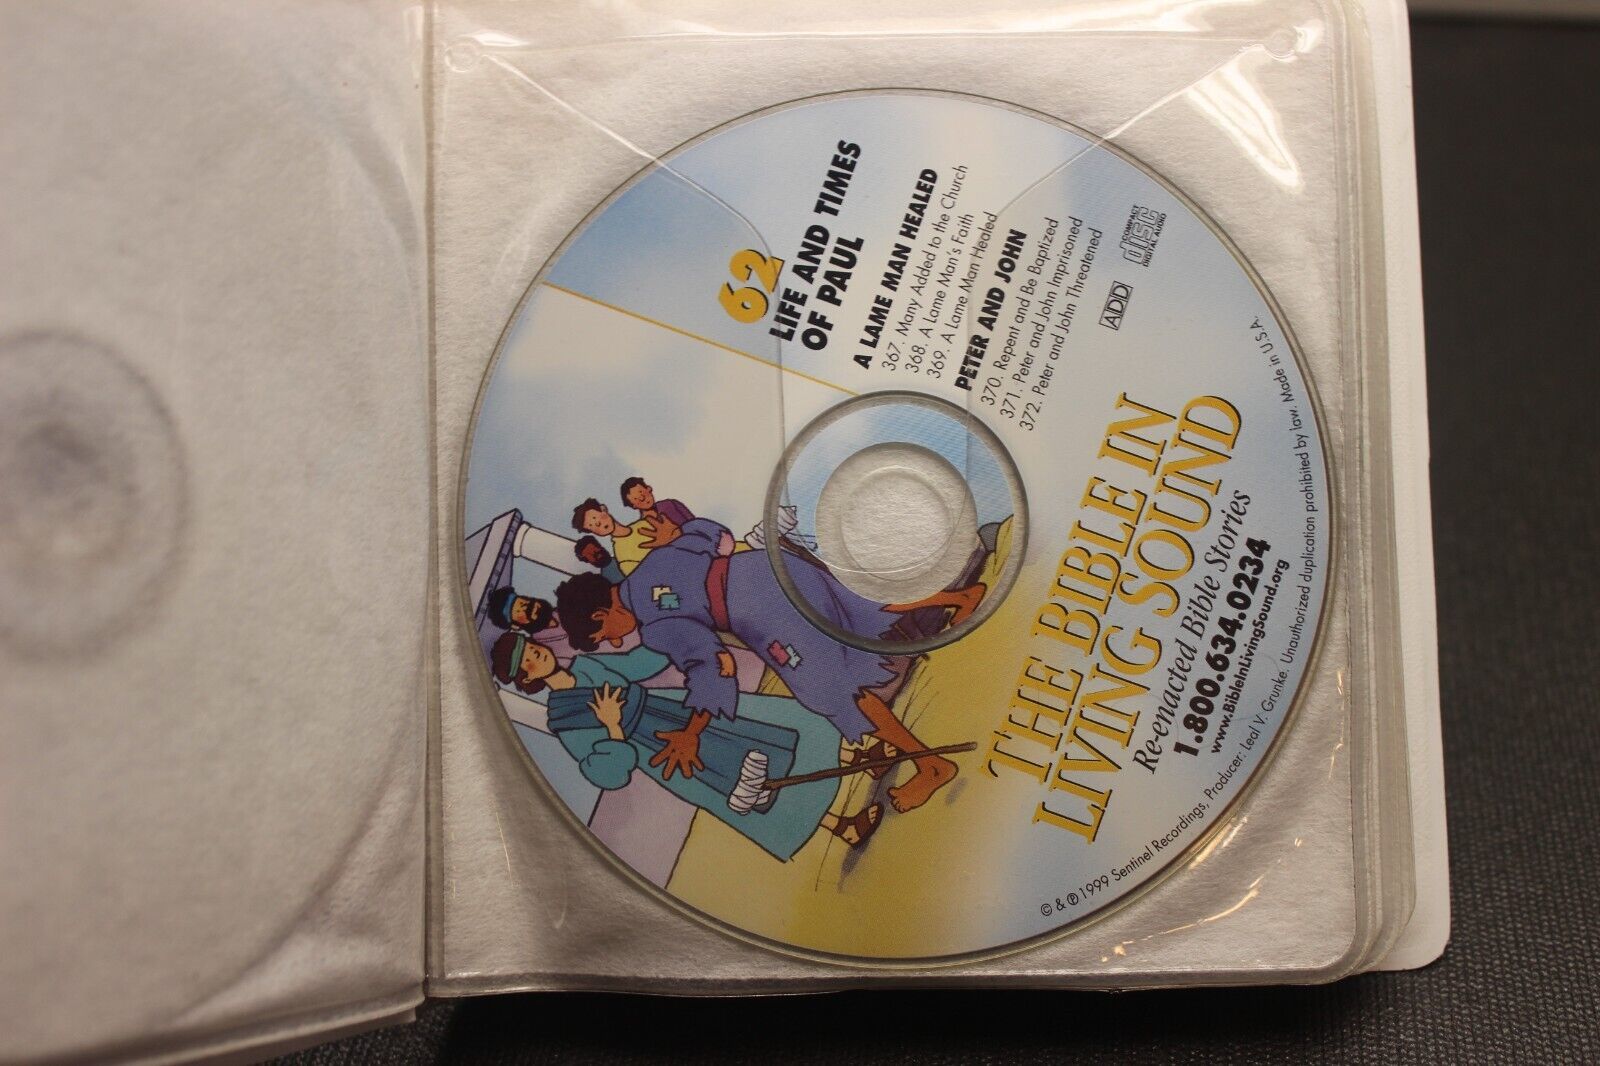 62
LIFE AND TIMES
OF PAUL
A LAME MAN HEALED
367. Many Added to the Church
368. A Lame Man's Faith
369. A Lame Man Healed
PETER AND JOHN
370. Repent and Be Baptized
371. Peter and John Imprisoned
372. Peter and John Threatened
ADD
COMPACT
disc
DIGITAL AUDIO
THE BIBLE IN
LIVING SOUND
Re-enacted Bible Stories
1.800.634.0234
www.BibleInLivingSound.org
© & ℗ 1999 Sentinel Recordings, Producer: Leal V. Grunke. Unauthorized duplication prohibited by law. Made in U.S.A.